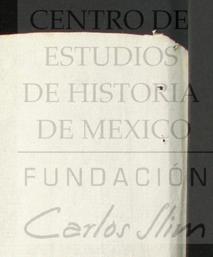 CENTRO DE
ESTUDIOS
DE HISTORIA
DE MEXICO
FUNDACIÓN
Carlos Slim